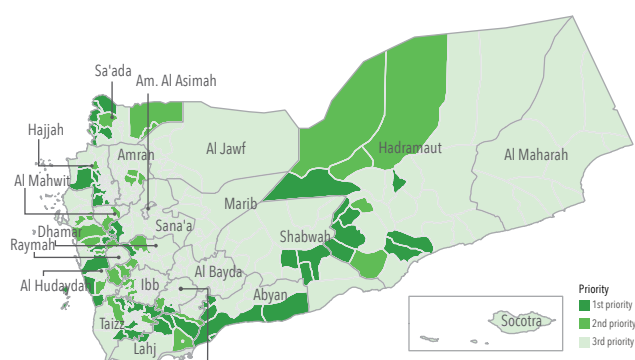 Sa'ada
Am. Al Asimah
Hajjah
Amran
Al Jawf
Hadramaut
Al Maharah
Al Mahwit
Marib
Dhamar
Sana'a
Raymah
Shabwah
Al Bayda
Al Hudaydah
Ibb
Abyan
Taizz
Lahj
Socotra
Priority
1st priority
2nd priority
3rd priority